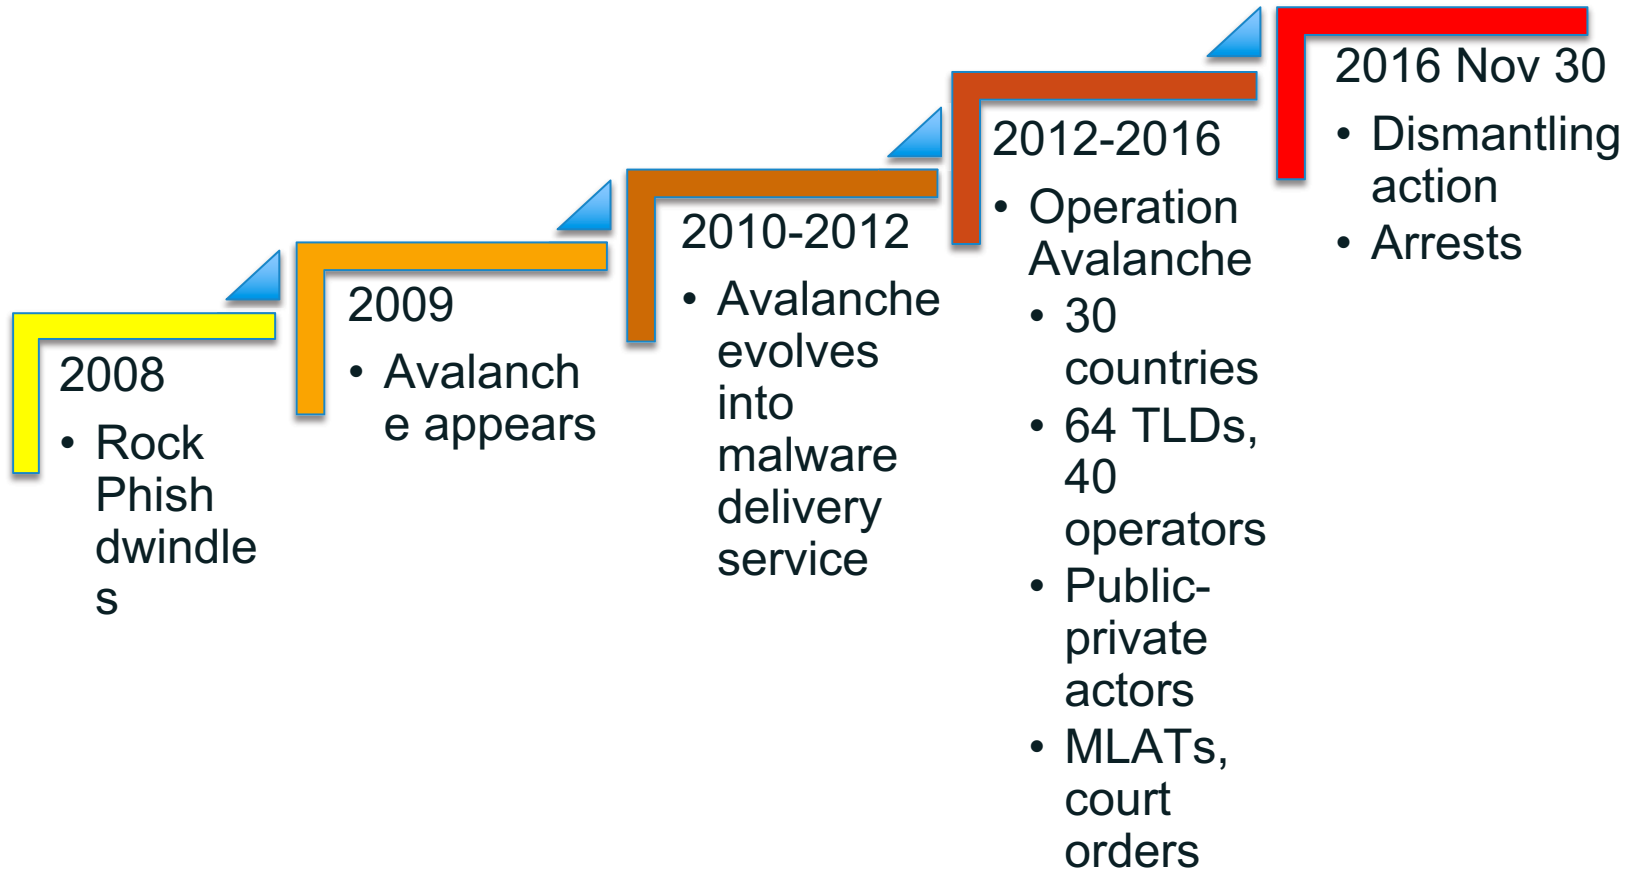 2008
• Rock
Phish
dwindle
s
2009
• Avalanch
e appears
2010-2012
• Avalanche
evolves
into
malware
delivery
service
2012-2016
• Operation
Avalanche
• 30
countries
• 64 TLDs,
40
operators
• Public-
private
actors
• MLATs,
court
orders
2016 Nov 30
• Dismantling
action
• Arrests